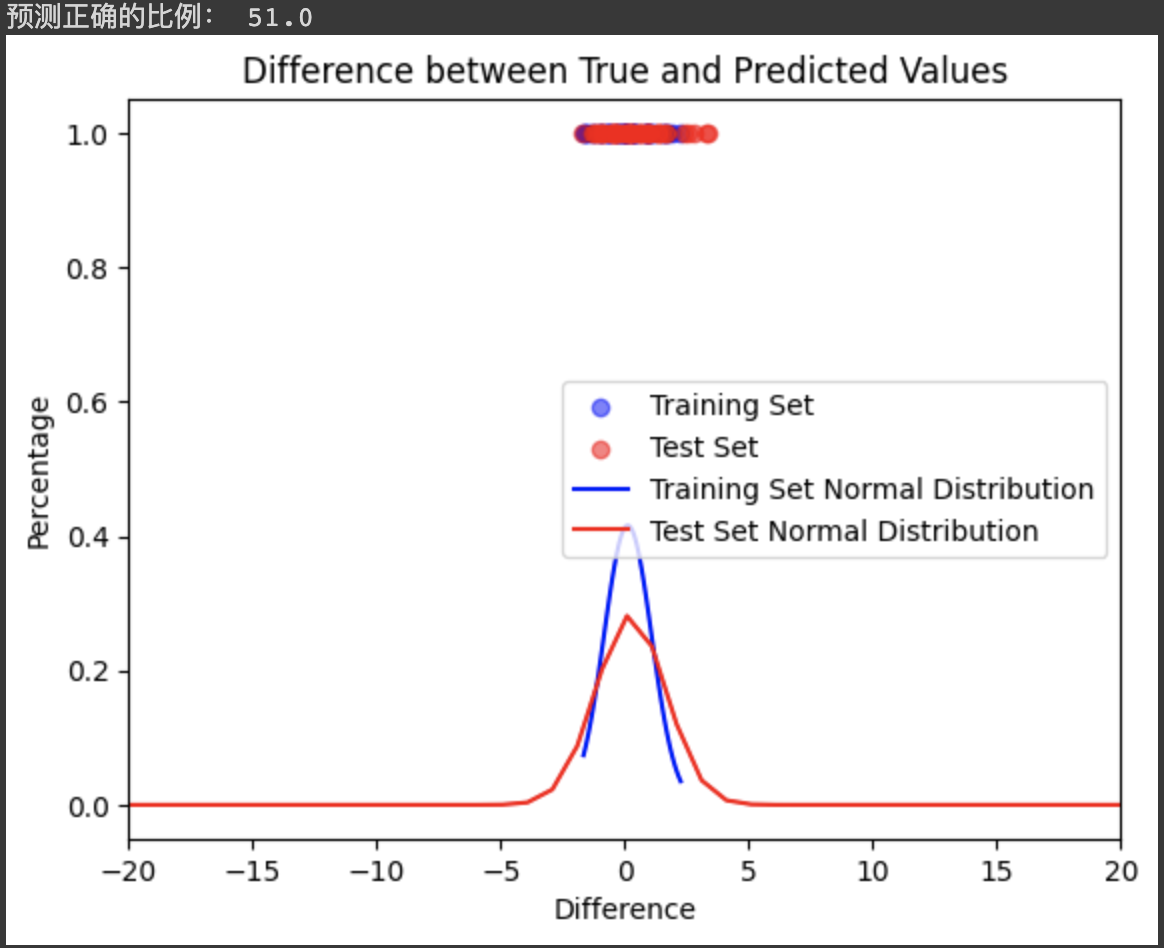 预测正确的比例: 51.0
Difference between True and Predicted Values
1.0
0.8
0.6
0.4
0.2
0.0
Percentage
Training Set
Test Set
Training Set Normal Distribution
Test Set Normal Distribution
−20 −15 −10 −5 0 5 10 15 20
Difference